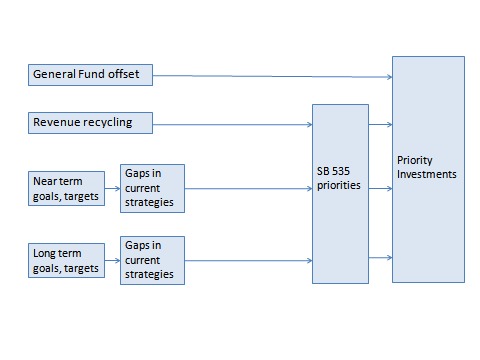 General Fund offset
Revenue recycling
Near term
goals, targets
Gaps in
current
strategies
Long term
goals, targets
Gaps in
current
strategies
SB 535
priorities
Priority
Investments